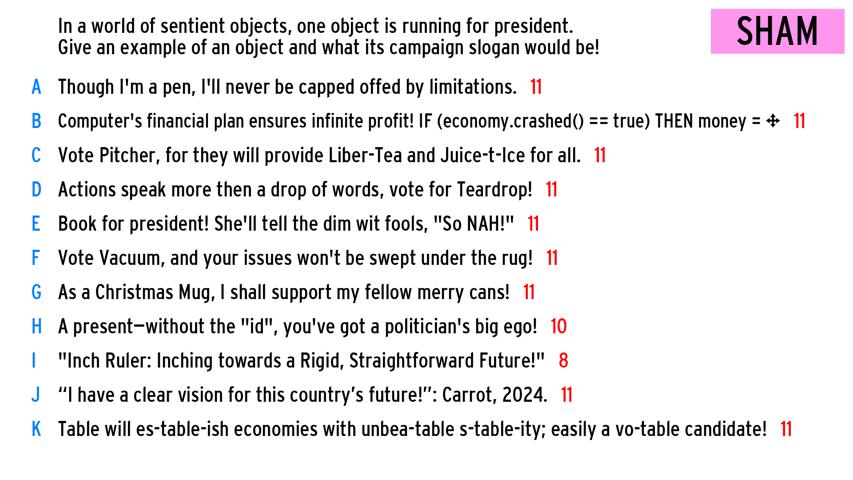 In a world of sentient objects, one object is running for president.
Give an example of an object and what its campaign slogan would be!
SHAM
A Though I'm a pen, I'll never be capped offed by limitations. 11
B Computer's financial plan ensures infinite profit! IF (economy.crashed() == true) THEN money = ✢ 11
C Vote Pitcher, for they will provide Liber-Tea and Juice-t-Ice for all. 11
D Actions speak more then a drop of words, vote for Teardrop! 11
E Book for president! She'll tell the dim wit fools, "So NAH!" 11
F Vote Vacuum, and your issues won't be swept under the rug! 11
G As a Christmas Mug, I shall support my fellow merry cans! 11
H A present—without the "id", you've got a politician's big ego! 10
I "Inch Ruler: Inching towards a Rigid, Straightforward Future!" 8
J “I have a clear vision for this country’s future!”: Carrot, 2024. 11
K Table will es-table-ish economies with unbea-table s-table-ity; easily a vo-table candidate! 11